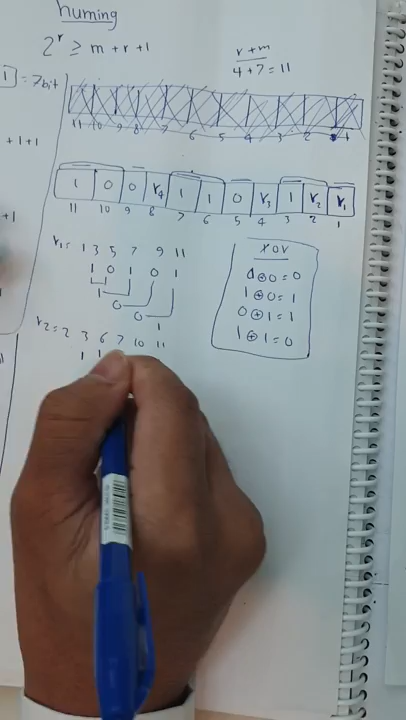 huming
2^r ≥ m + r + 1
r + m
4 + 7 = 11
1 = 7bit
+ 1 + 1
+1
11 10 9 8 7 6 5 4 3 2 1
1 0 0 r4 1 1 0 r3 1 r2 r1
11 10 9 8 7 6 5 4 3 2 1
r1 = 1 3 5 7 9 11
1 0 1 0 1
1 0
0
1
xor
0 ⊕ 0 = 0
1 ⊕ 0 = 1
0 ⊕ 1 = 1
1 ⊕ 1 = 0
r2 = 2 3 6 7 10 11
1 1